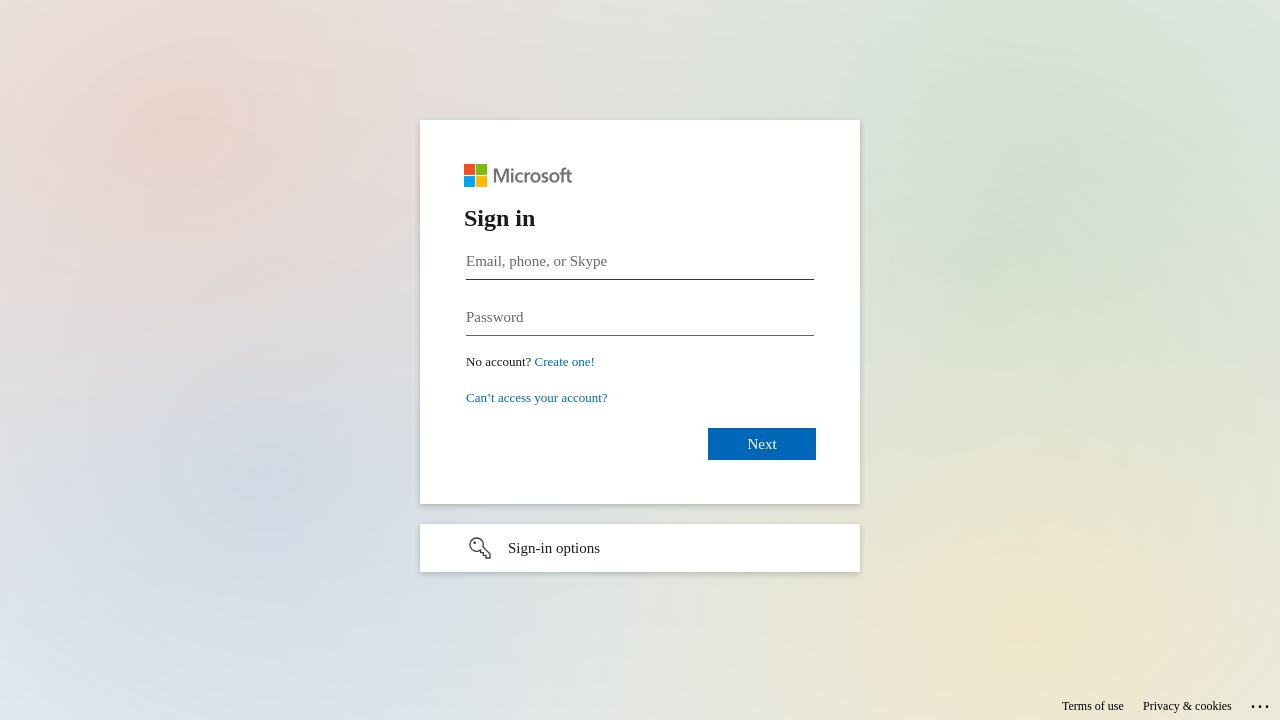 Microsoft
Sign in
Email, phone, or Skype
Password
No account? Create one!
Can’t access your account?
Next
Sign-in options
Terms of use Privacy & cookies ...